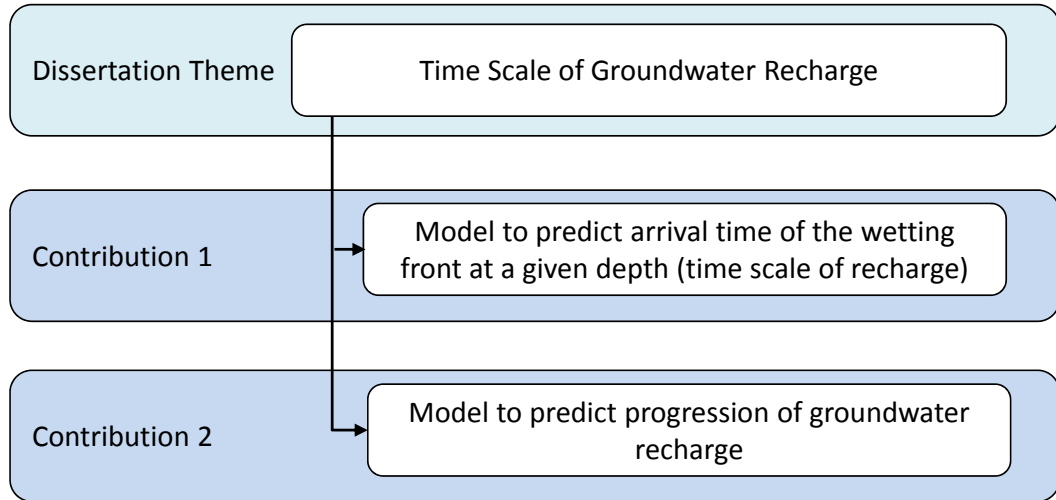 Dissertation Theme
Time Scale of Groundwater Recharge
Contribution 1
Model to predict arrival time of the wetting
front at a given depth (time scale of recharge)
Contribution 2
Model to predict progression of groundwater
recharge